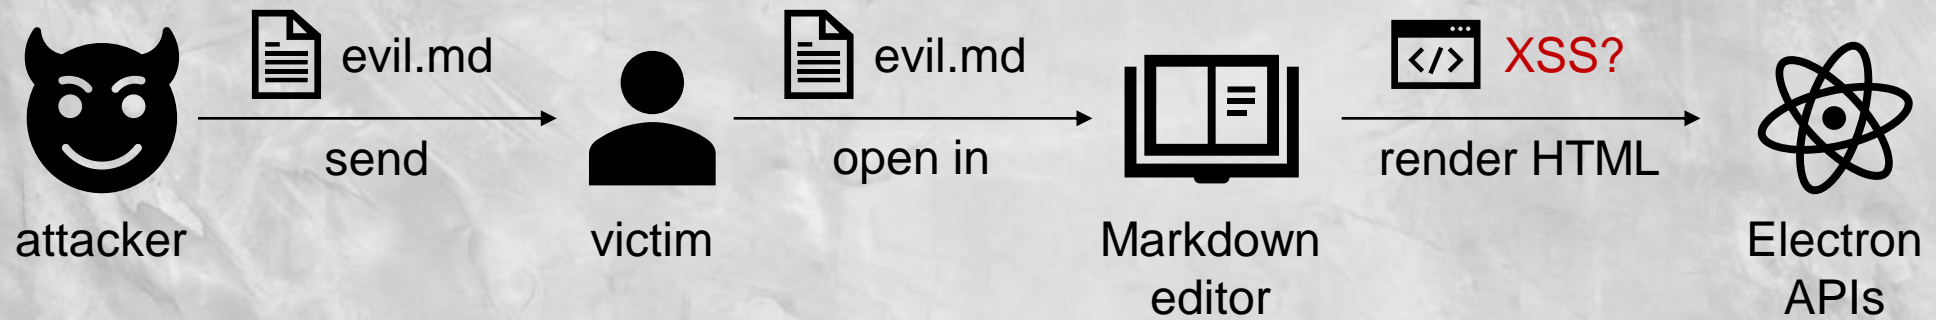 evil.md
send
attacker
victim
evil.md
open in
Markdown
editor
</>
XSS?
render HTML
Electron
APIs